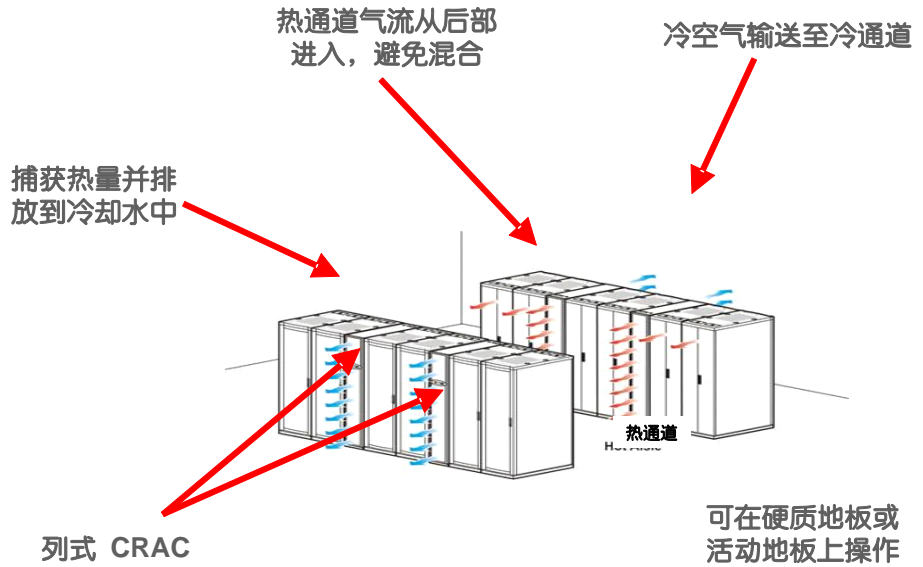 热通道气流从后部
进入，避免混合
冷空气输送至冷通道
捕获热量并排
放到冷却水中
热通道
Hot Aisle
列式 CRAC
可在硬质地板或
活动地板上操作